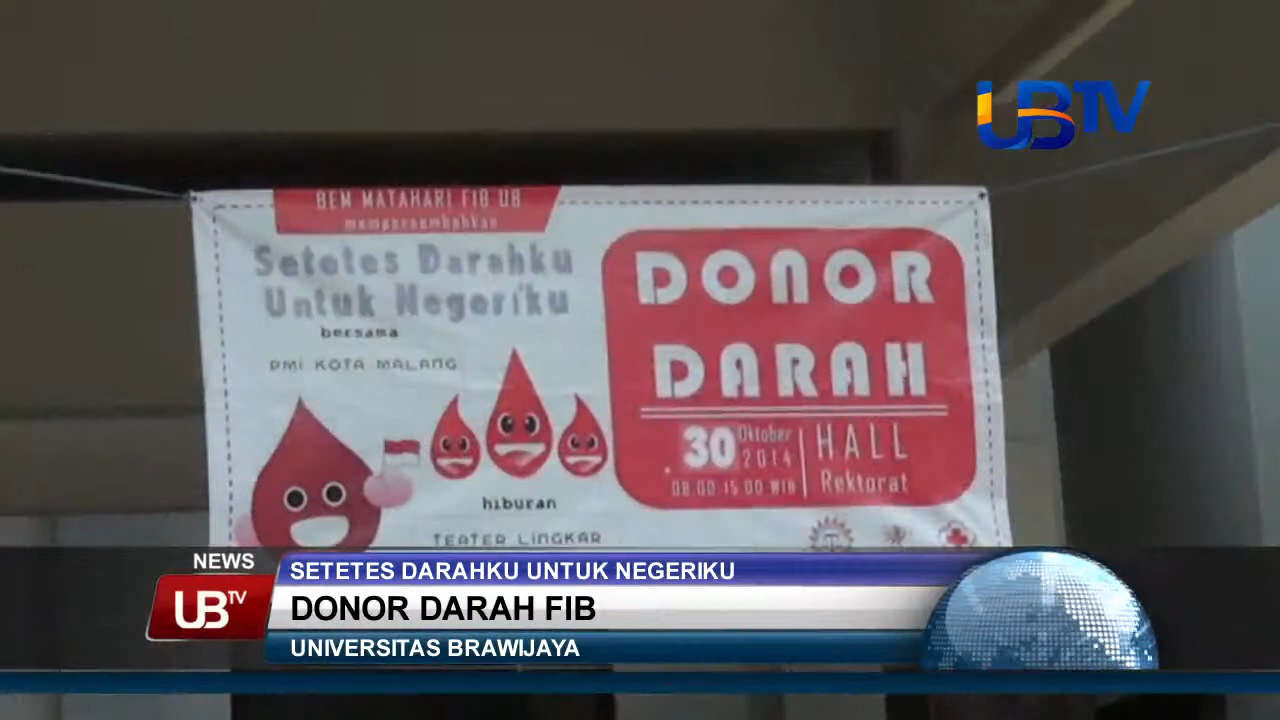 UBTV
BEM MATAHARI FIB UB
mempersembahkan
Setetes Darahku
Untuk Negeri'ku
bersama
PMI KOTA MALANG
hiburan
TEATER LINGKAR
DONOR
DARAH
30 Oktober 2014
08.00-15.00 WIB
HALL
Rektorat
NEWS
UBTV
SETETES DARAHKU UNTUK NEGERIKU
DONOR DARAH FIB
UNIVERSITAS BRAWIJAYA